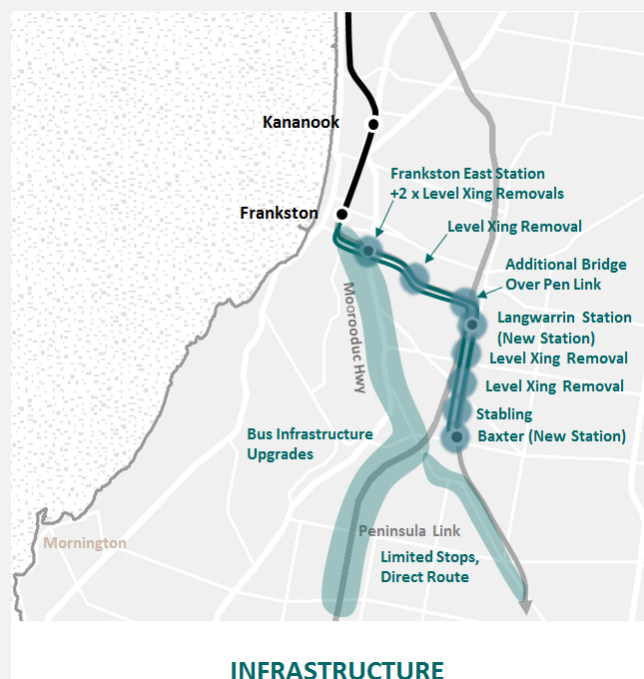 Kananook
Frankston East Station
+2 x Level Xing Removals
Frankston
Level Xing Removal
Additional Bridge
Over Pen Link
Moorooduc Hwy
Langwarrin Station
(New Station)
Level Xing Removal
Level Xing Removal
Stabling
Bus Infrastructure
Upgrades
Baxter (New Station)
Mornington
Peninsula Link
Limited Stops,
Direct Route
INFRASTRUCTURE